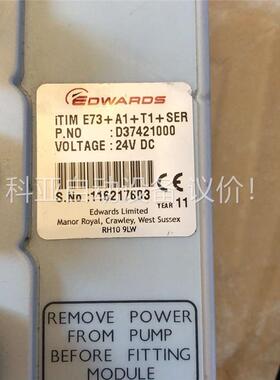 EDWARDS
iTIM E73+A1+T1+SER
P.NO :D37421000
VOLTAGE :24V DC
S.No :116217603
YEAR 11
Edwards Limited
Manor Royal, Crawley, West Sussex
RH10 9LW
REMOVE POWER
FROM PUMP
BEFORE FITTING
MODULE